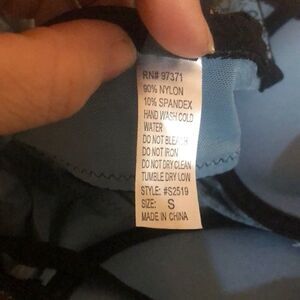 RN# 97371
90% NYLON
10% SPANDEX
HAND WASH COLD
WATER
DO NOT BLEACH
DO NOT IRON
DO NOT DRY CLEAN
TUMBLE DRY LOW
STYLE: #S2519
SIZE: S
MADE IN CHINA